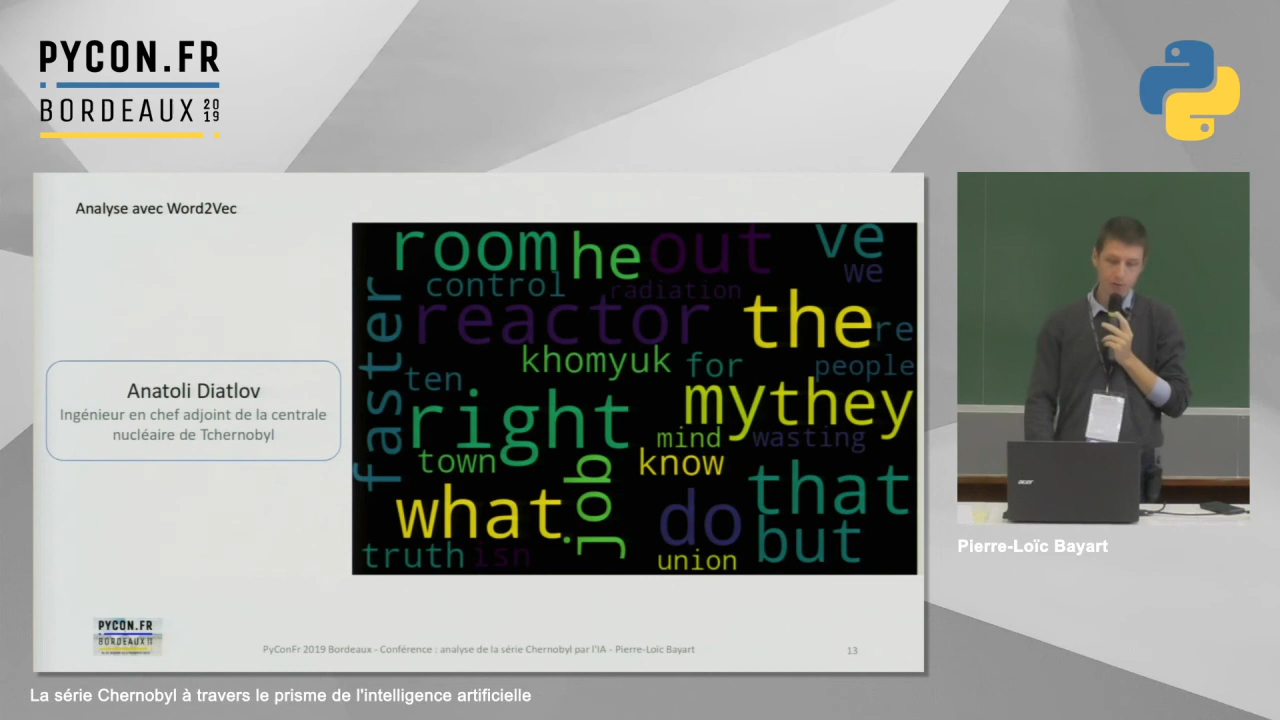 PYCON.FR
BORDEAUX 2019
Analyse avec Word2Vec
room he out ve
control radiation we
reactor the re
faster
khomyuk for people
ten
right my they
mind wasting
town know
job
what do that
but
truth isn union
Anatoli Diatlov
Ingénieur en chef adjoint de la centrale
nucléaire de Tchernobyl
PYCON.FR
BORDEAUX
PyConFr 2019 Bordeaux - Conférence : analyse de la série Chernobyl par l'IA - Pierre-Loïc Bayart
13
acer
Pierre-Loïc Bayart
La série Chernobyl à travers le prisme de l'intelligence artificielle